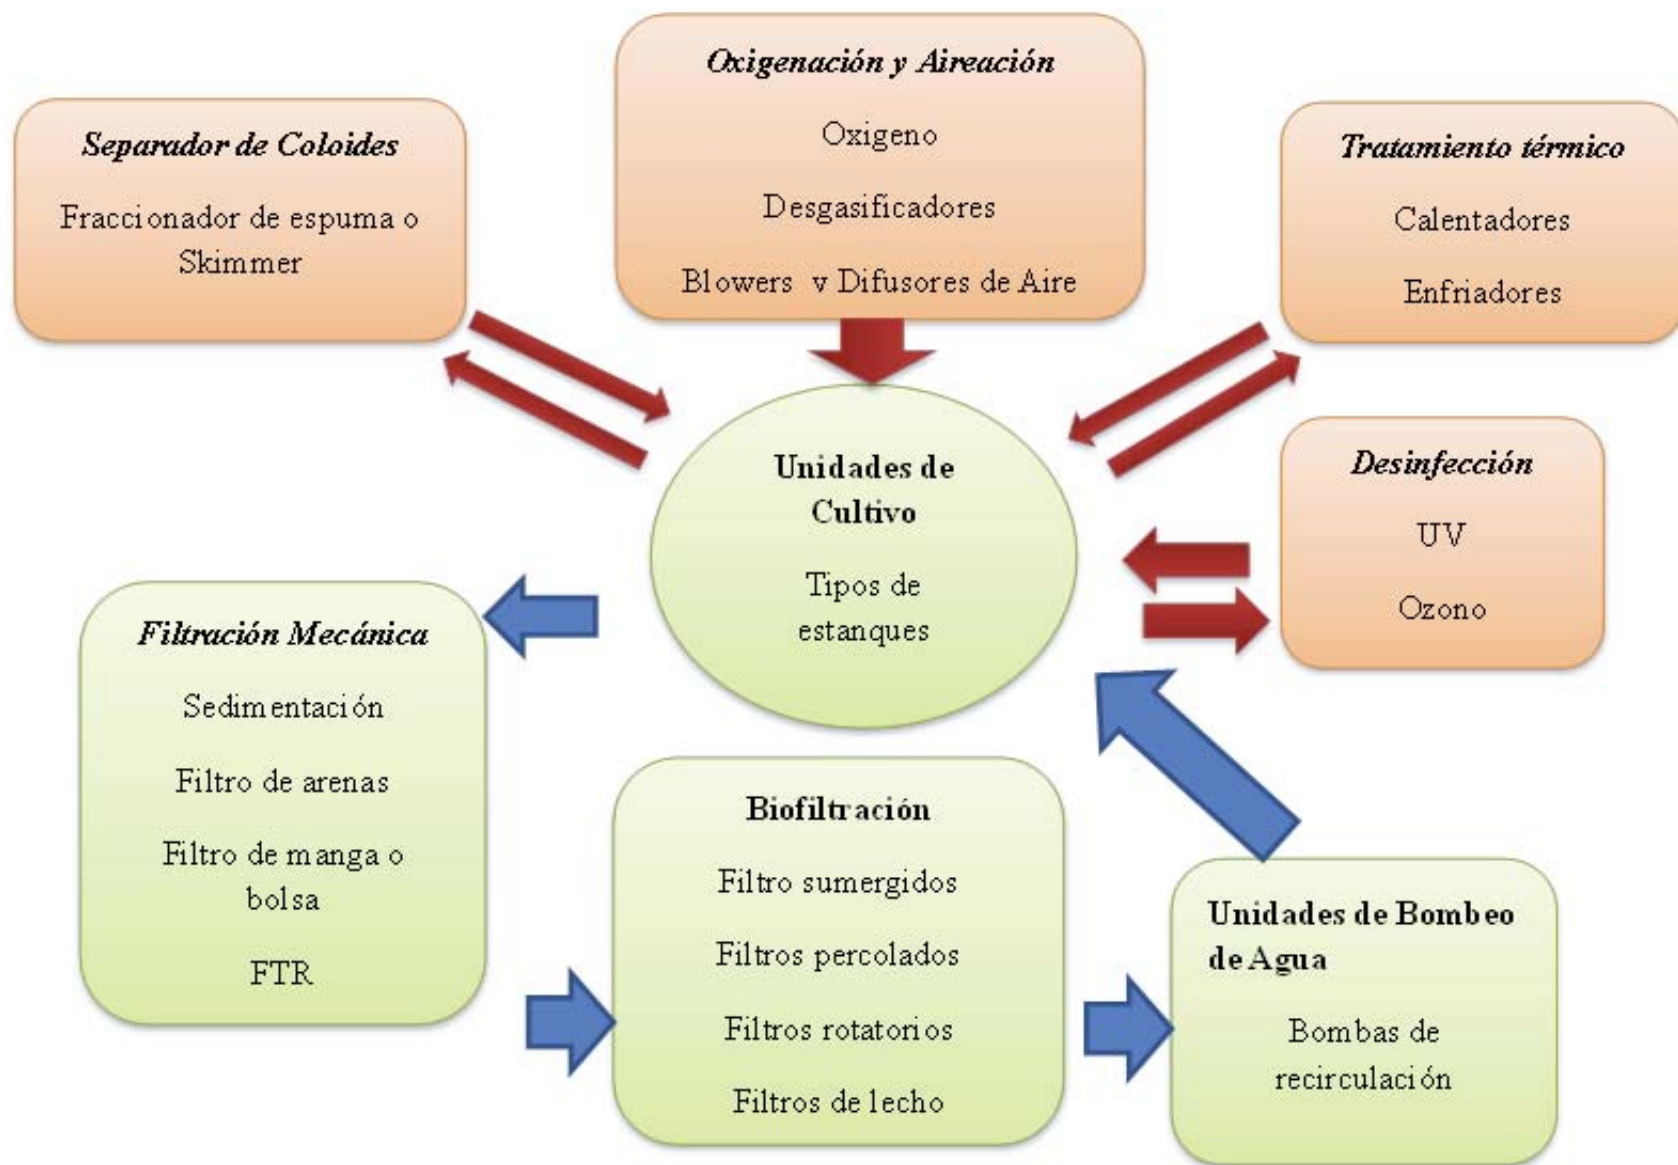 Oxigenación y Aireación
Oxigeno
Desgasificadores
Blowers v Difusores de Aire
Separador de Coloides
Fraccionador de espuma o
Skimmer
Tratamiento térmico
Calentadores
Enfriadores
Unidades de
Cultivo
Tipos de
estanques
Desinfección
UV
Ozono
Filtración Mecánica
Sedimentación
Filtro de arenas
Filtro de manga o
bolsa
FTR
Biofiltración
Filtro sumergidos
Filtros percolados
Filtros rotatorios
Filtros de lecho
Unidades de Bombeo
de Agua
Bombas de
recirculación